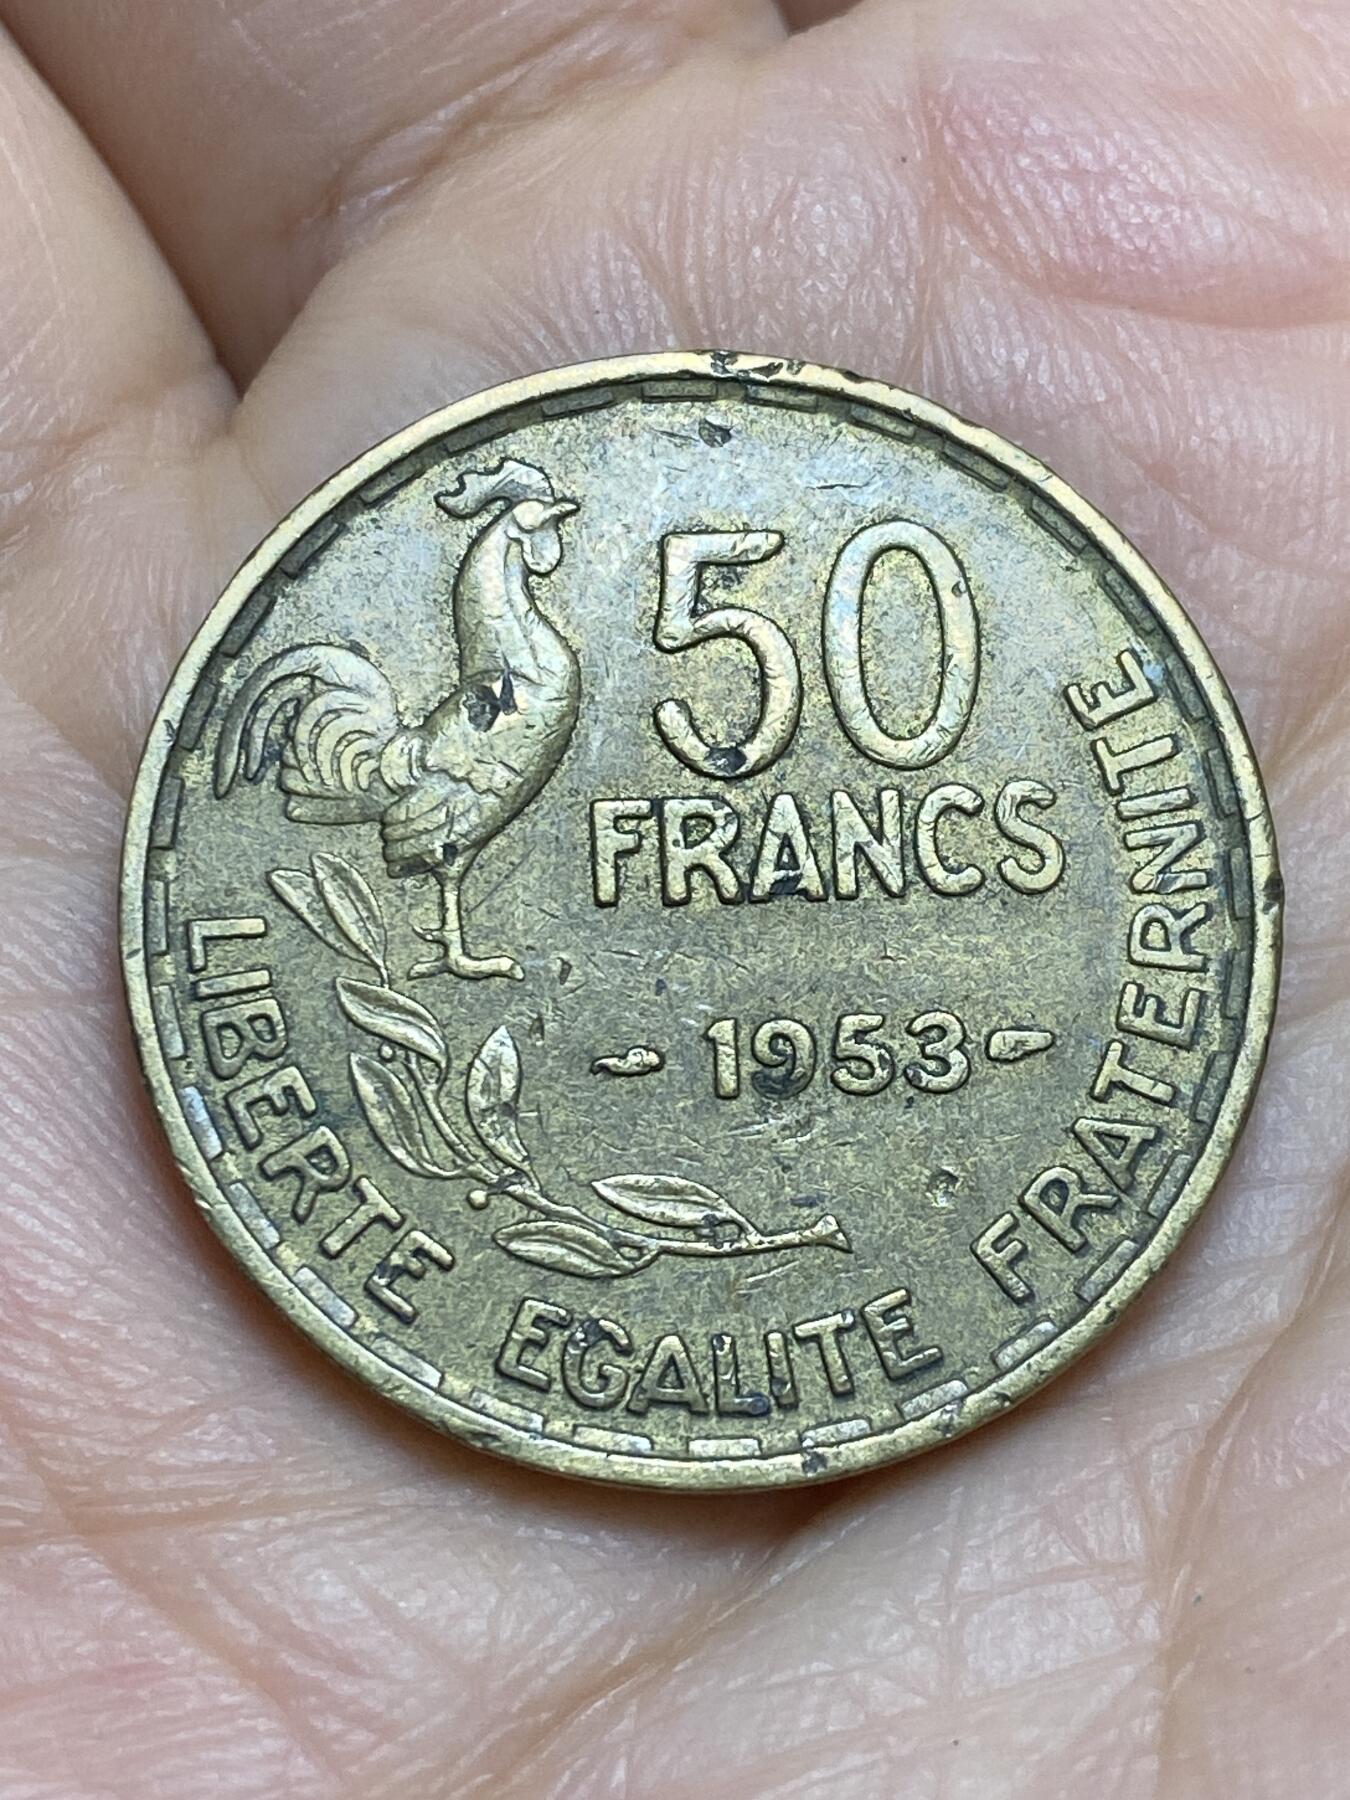 50
FRANCS
- 1953 -
LIBERTE EGALITE FRATERNITE